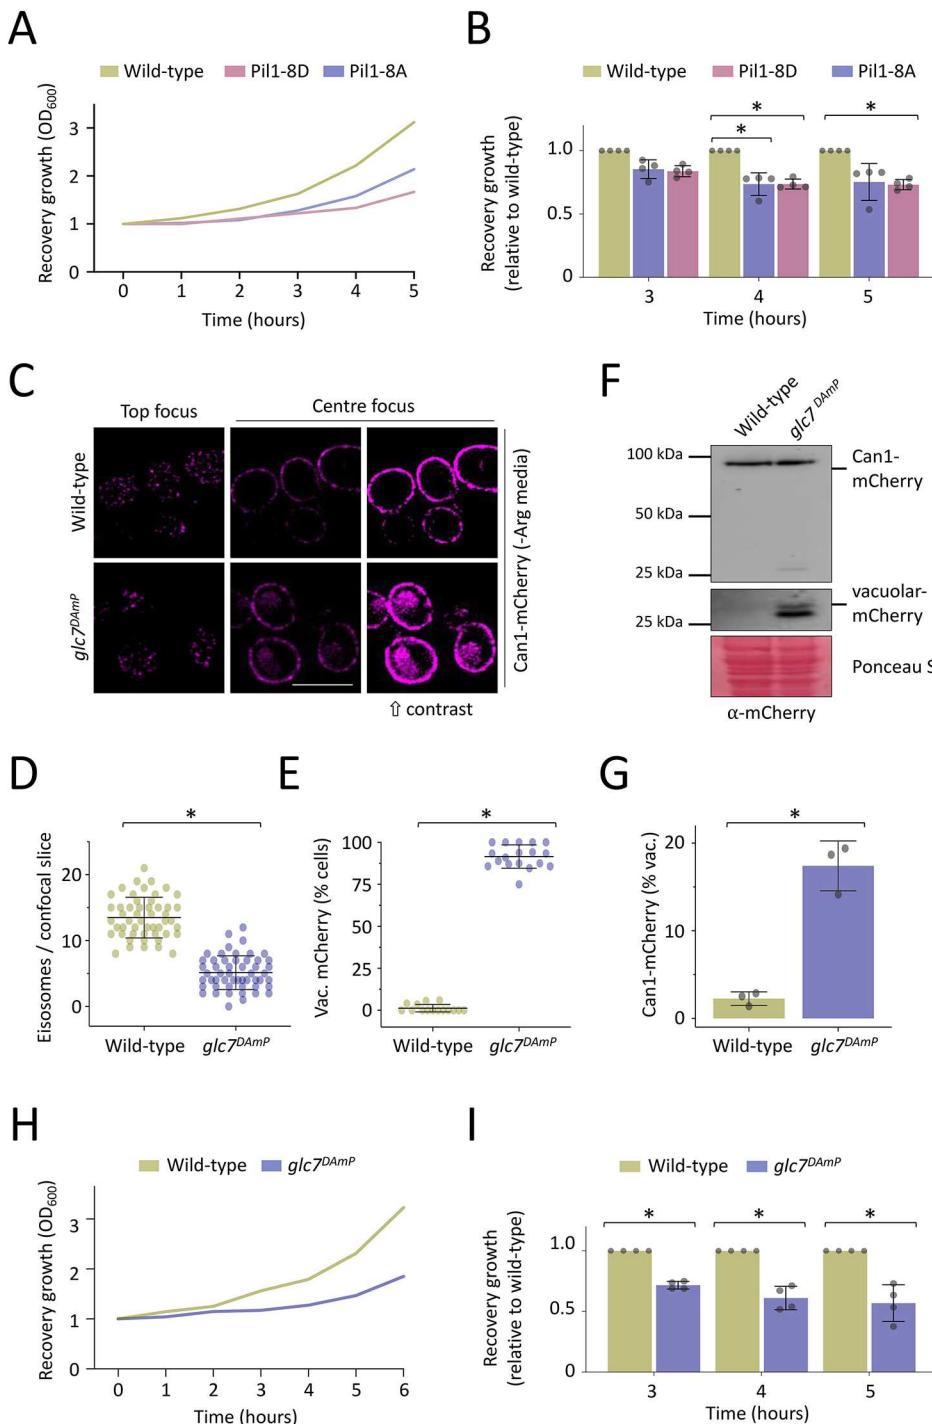 A
Wild-type Pil1-8D Pil1-8A
Recovery growth (OD600)
3
2
1
0
0 1 2 3 4 5
Time (hours)
B
Wild-type Pil1-8D Pil1-8A
* * *
Recovery growth
(relative to wild-type)
1.0
0.5
0
3 4 5
Time (hours)
C
Top focus Centre focus
Wild-type
glc7DAmP
Can1-mCherry (-Arg media)
⇧ contrast
F
Wild-type
glc7DAmP
100 kDa
50 kDa
25 kDa
25 kDa
Can1-
mCherry
vacuolar-
mCherry
Ponceau S
α-mCherry
D
*
Eisosomes / confocal slice
20
10
0
Wild-type glc7DAmP
E
*
Vac. mCherry (% cells)
100
75
50
25
0
Wild-type glc7DAmP
G
*
Can1-mCherry (% vac.)
20
10
0
Wild-type glc7DAmP
H
Wild-type glc7DAmP
Recovery growth (OD600)
3
2
1
0
0 1 2 3 4 5 6
Time (hours)
I
Wild-type glc7DAmP
* * *
Recovery growth
(relative to wild-type)
1.0
0.5
0
3 4 5
Time (hours)